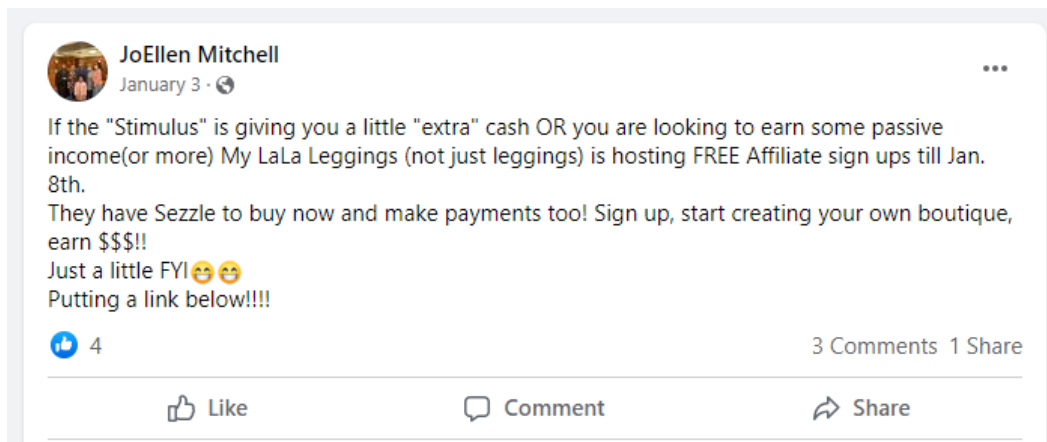 JoEllen Mitchell
January 3 ·
If the "Stimulus" is giving you a little "extra" cash OR you are looking to earn some passive
income(or more) My LaLa Leggings (not just leggings) is hosting FREE Affiliate sign ups till Jan.
8th.
They have Sezzle to buy now and make payments too! Sign up, start creating your own boutique,
earn $$$!!
Just a little FYI😁😁
Putting a link below!!!!
4
3 Comments 1 Share
Like Comment Share